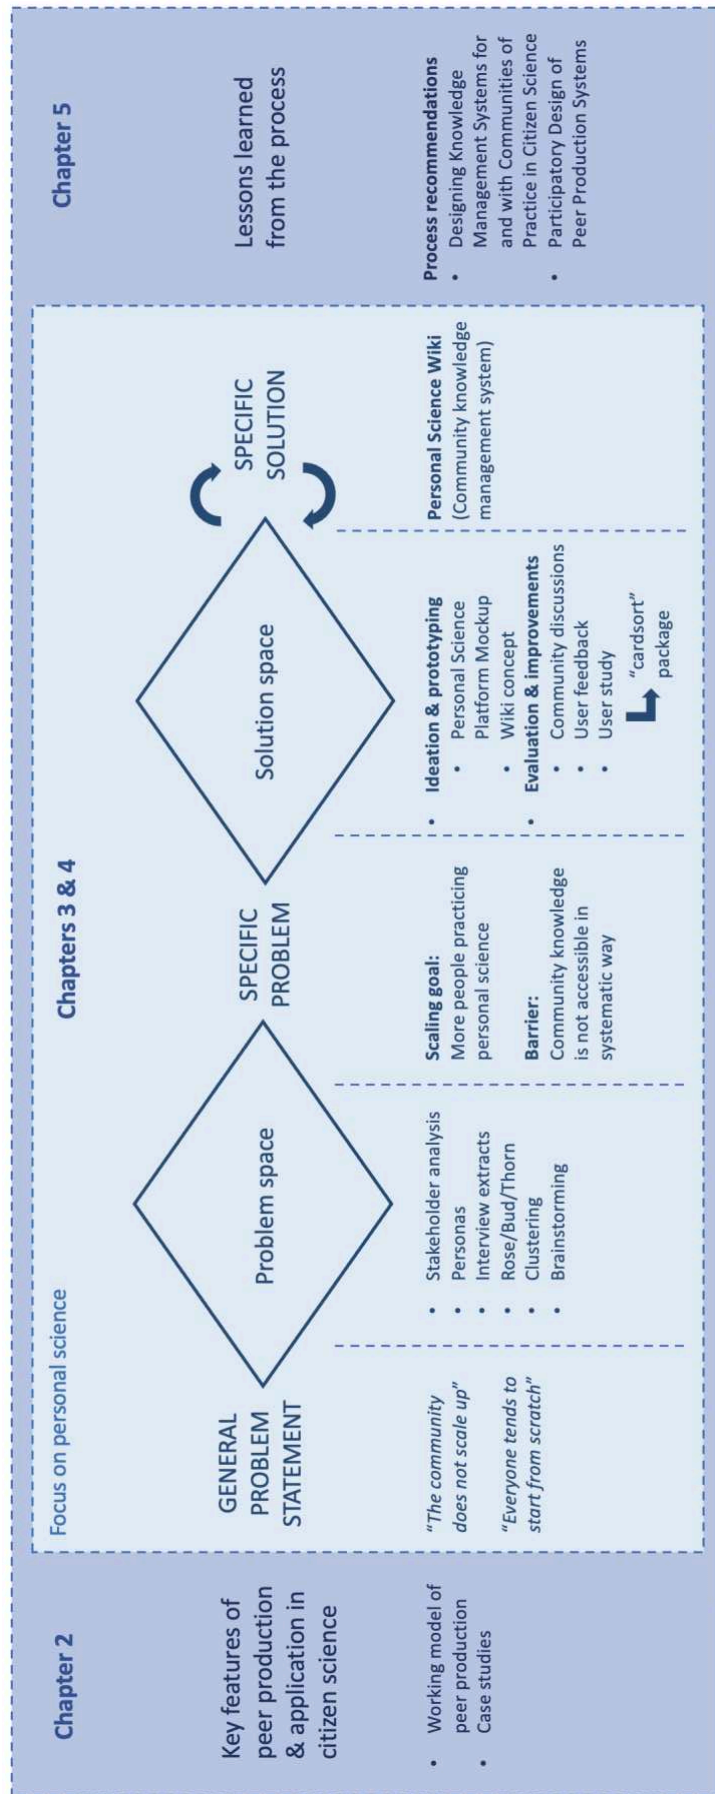 Chapter 2
Key features of
peer production
& application in
citizen science
• Working model of
peer production
• Case studies
Focus on personal science
Chapters 3 & 4
GENERAL
PROBLEM
STATEMENT
"The community
does not scale up"
"Everyone tends to
start from scratch"
Problem space
• Stakeholder analysis
• Personas
• Interview extracts
• Rose/Bud/Thorn
• Clustering
• Brainstorming
SPECIFIC
PROBLEM
Scaling goal:
More people practicing
personal science
Barrier:
Community knowledge
is not accessible in
systematic way
Solution space
• Ideation & prototyping
• Personal Science
Platform Mockup
• Wiki concept
• Evaluation & improvements
• Community discussions
• User feedback
• User study
"cardsort"
package
SPECIFIC
SOLUTION
Personal Science Wiki
(Community knowledge
management system)
Chapter 5
Lessons learned
from the process
Process recommendations
• Designing Knowledge
Management Systems for
and with Communities of
Practice in Citizen Science
• Participatory Design of
Peer Production Systems